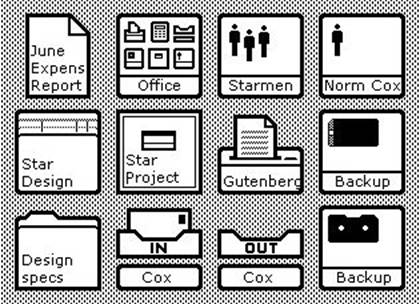 June
Expens
Report
Office
Starmen
Norm Cox
Star
Design
Star
Project
Gutenberg
Backup
Design
specs
IN
Cox
OUT
Cox
Backup